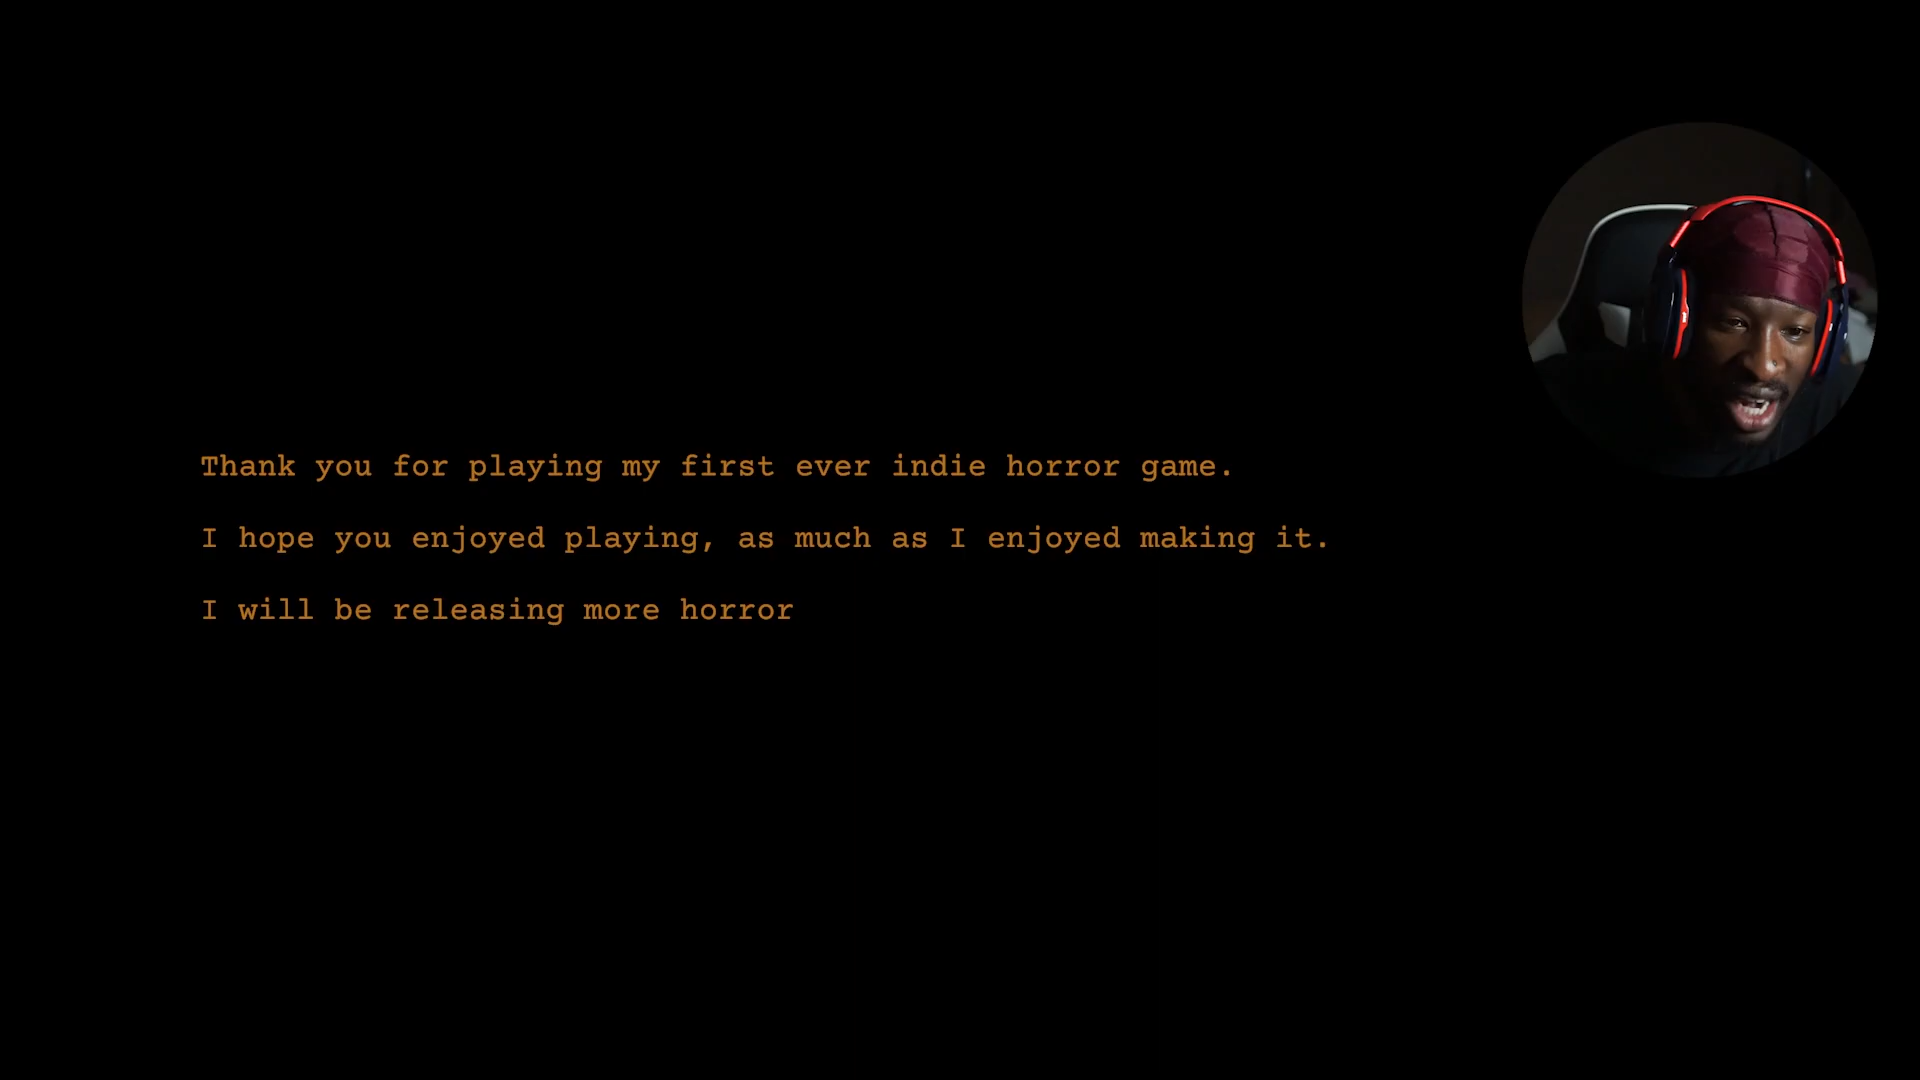 Thank you for playing my first ever indie horror game.
I hope you enjoyed playing, as much as I enjoyed making it.
I will be releasing more horror